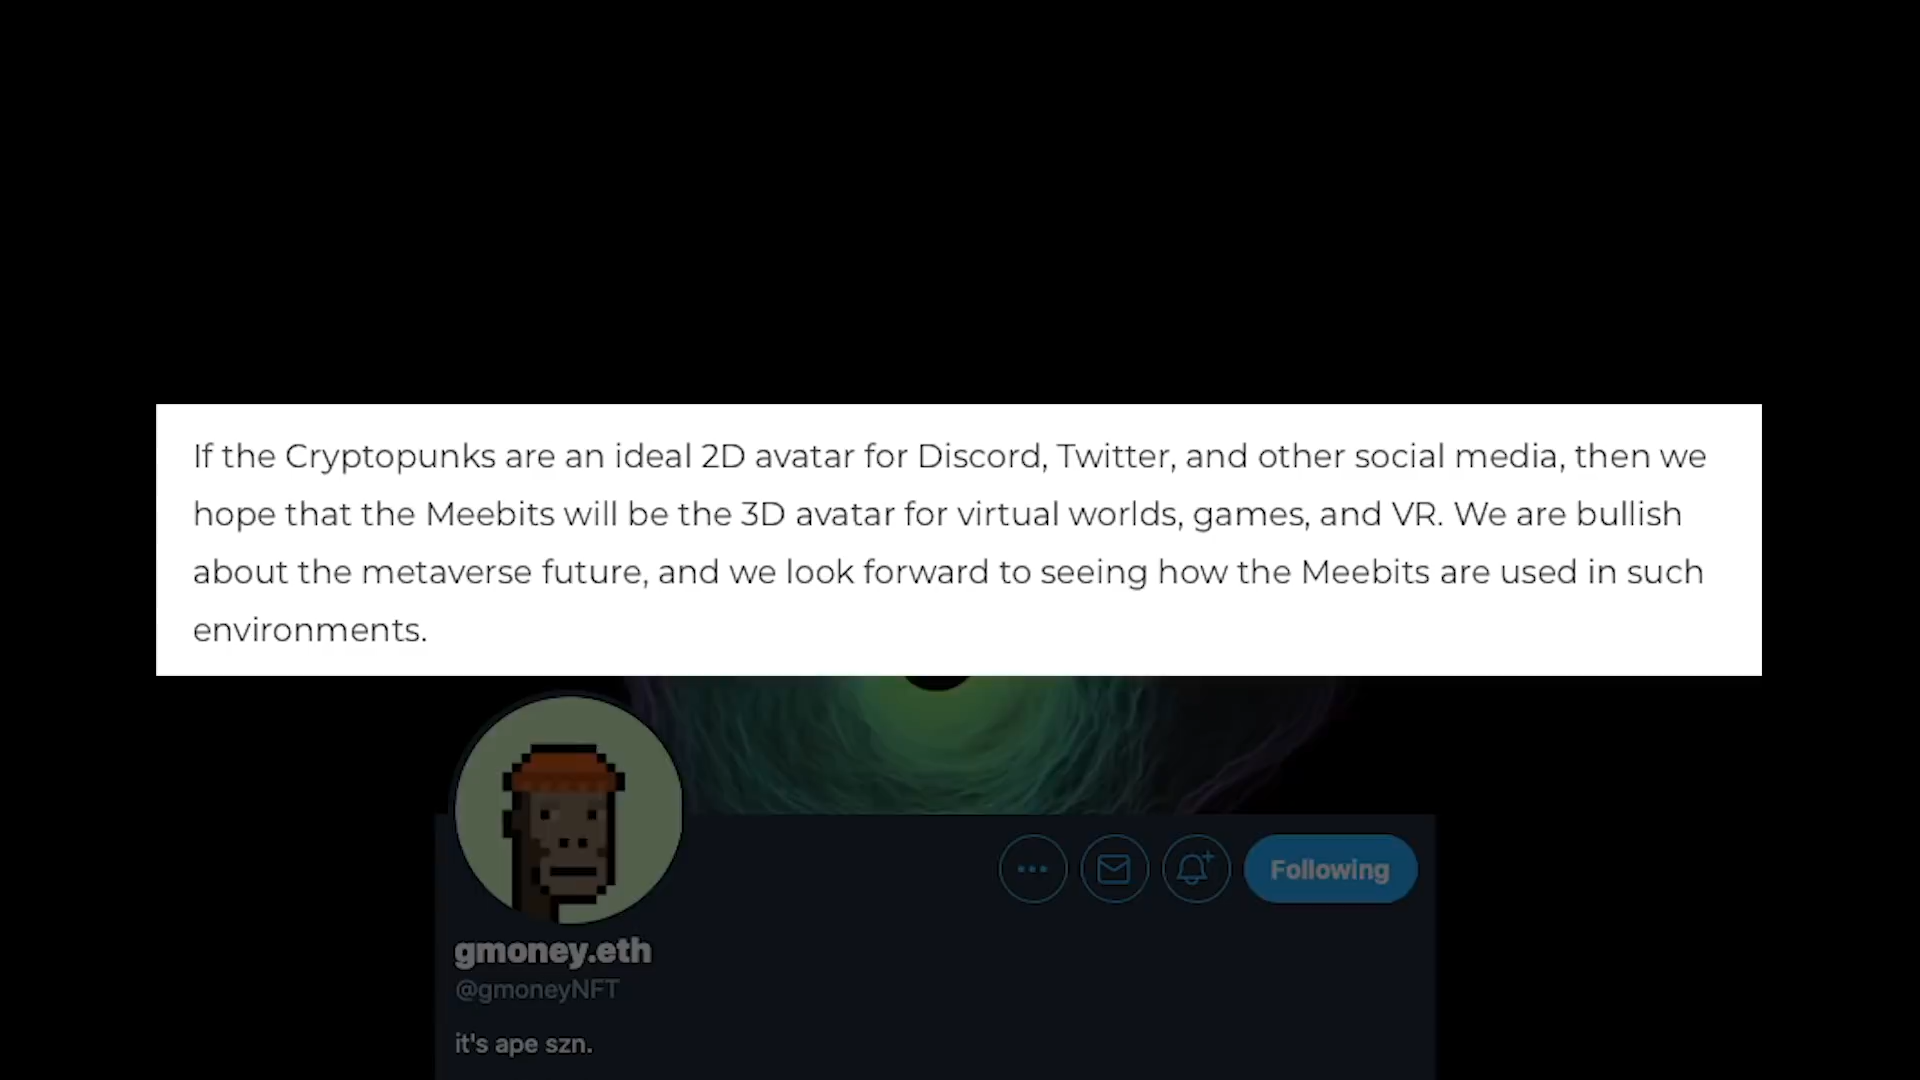 If the Cryptopunks are an ideal 2D avatar for Discord, Twitter, and other social media, then we
hope that the Meebits will be the 3D avatar for virtual worlds, games, and VR. We are bullish
about the metaverse future, and we look forward to seeing how the Meebits are used in such
environments.
Following
gmoney.eth
@gmoneyNFT
it's ape szn.